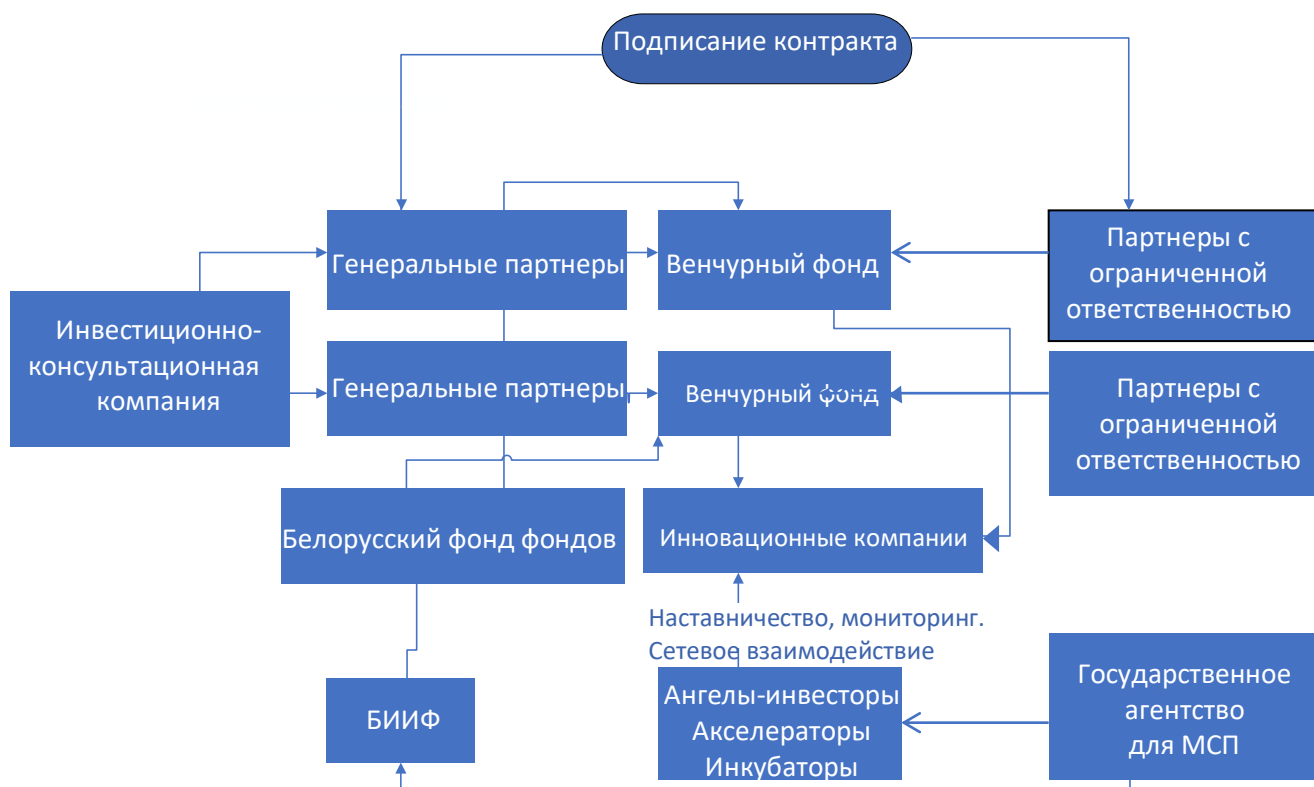 Подписание контракта
Генеральные партнеры
Венчурный фонд
Партнеры с
ограниченной
ответственностью
Инвестиционно-
консультационная
компания
Генеральные партнеры
Венчурный фонд
Партнеры с
ограниченной
ответственностью
Белорусский фонд фондов
Инновационные компании
Наставничество, мониторинг.
Сетевое взаимодействие
БИИФ
Ангелы-инвесторы
Акселераторы
Инкубаторы
Государственное
агентство
для МСП